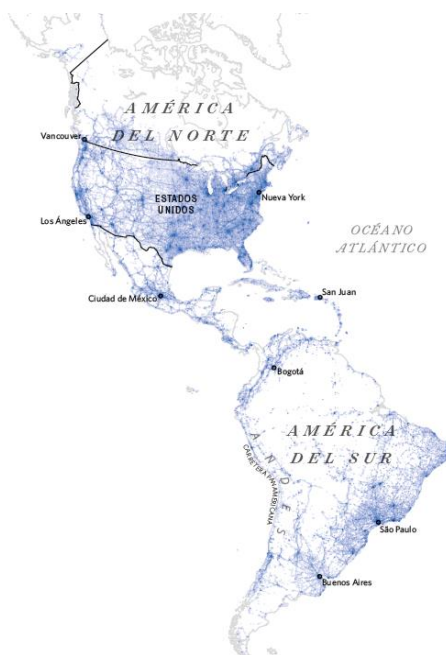 AMÉRICA
DEL NORTE
Vancouver
ESTADOS
UNIDOS
Nueva York
Los Ángeles
OCÉANO
ATLÁNTICO
San Juan
Ciudad de México
Bogotá
AMÉRICA
DEL SUR
ANDES
CARRETERA PANAMERICANA
São Paulo
Buenos Aires